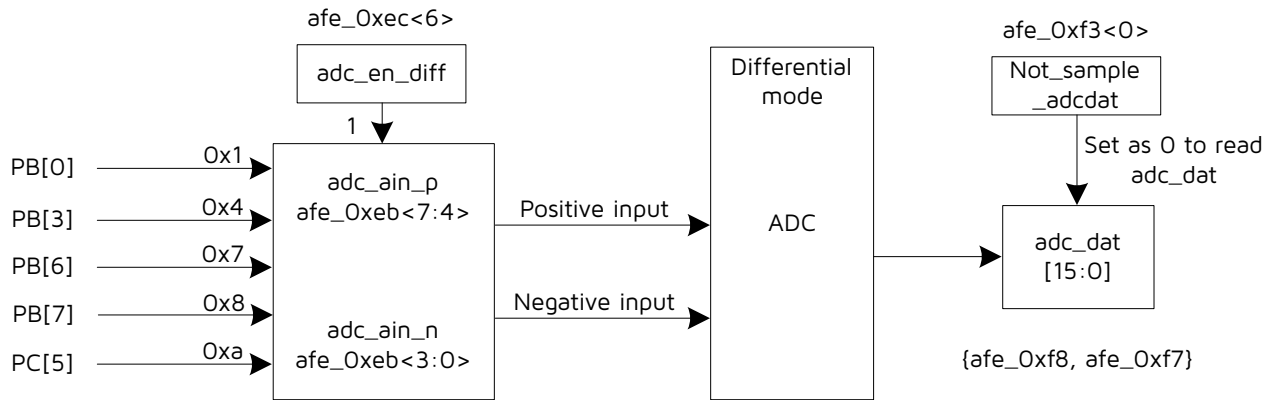 afe_0xec<6>
adc_en_diff
1
PB[0]
0x1
PB[3]
0x4
PB[6]
0x7
PB[7]
0x8
PC[5]
0xa
adc_ain_p
afe_0xeb<7:4>
adc_ain_n
afe_0xeb<3:0>
Positive input
Negative input
Differential
mode
ADC
afe_0xf3<0>
Not_sample
_adcdat
Set as 0 to read
adc_dat
adc_dat
[15:0]
{afe_0xf8, afe_0xf7}